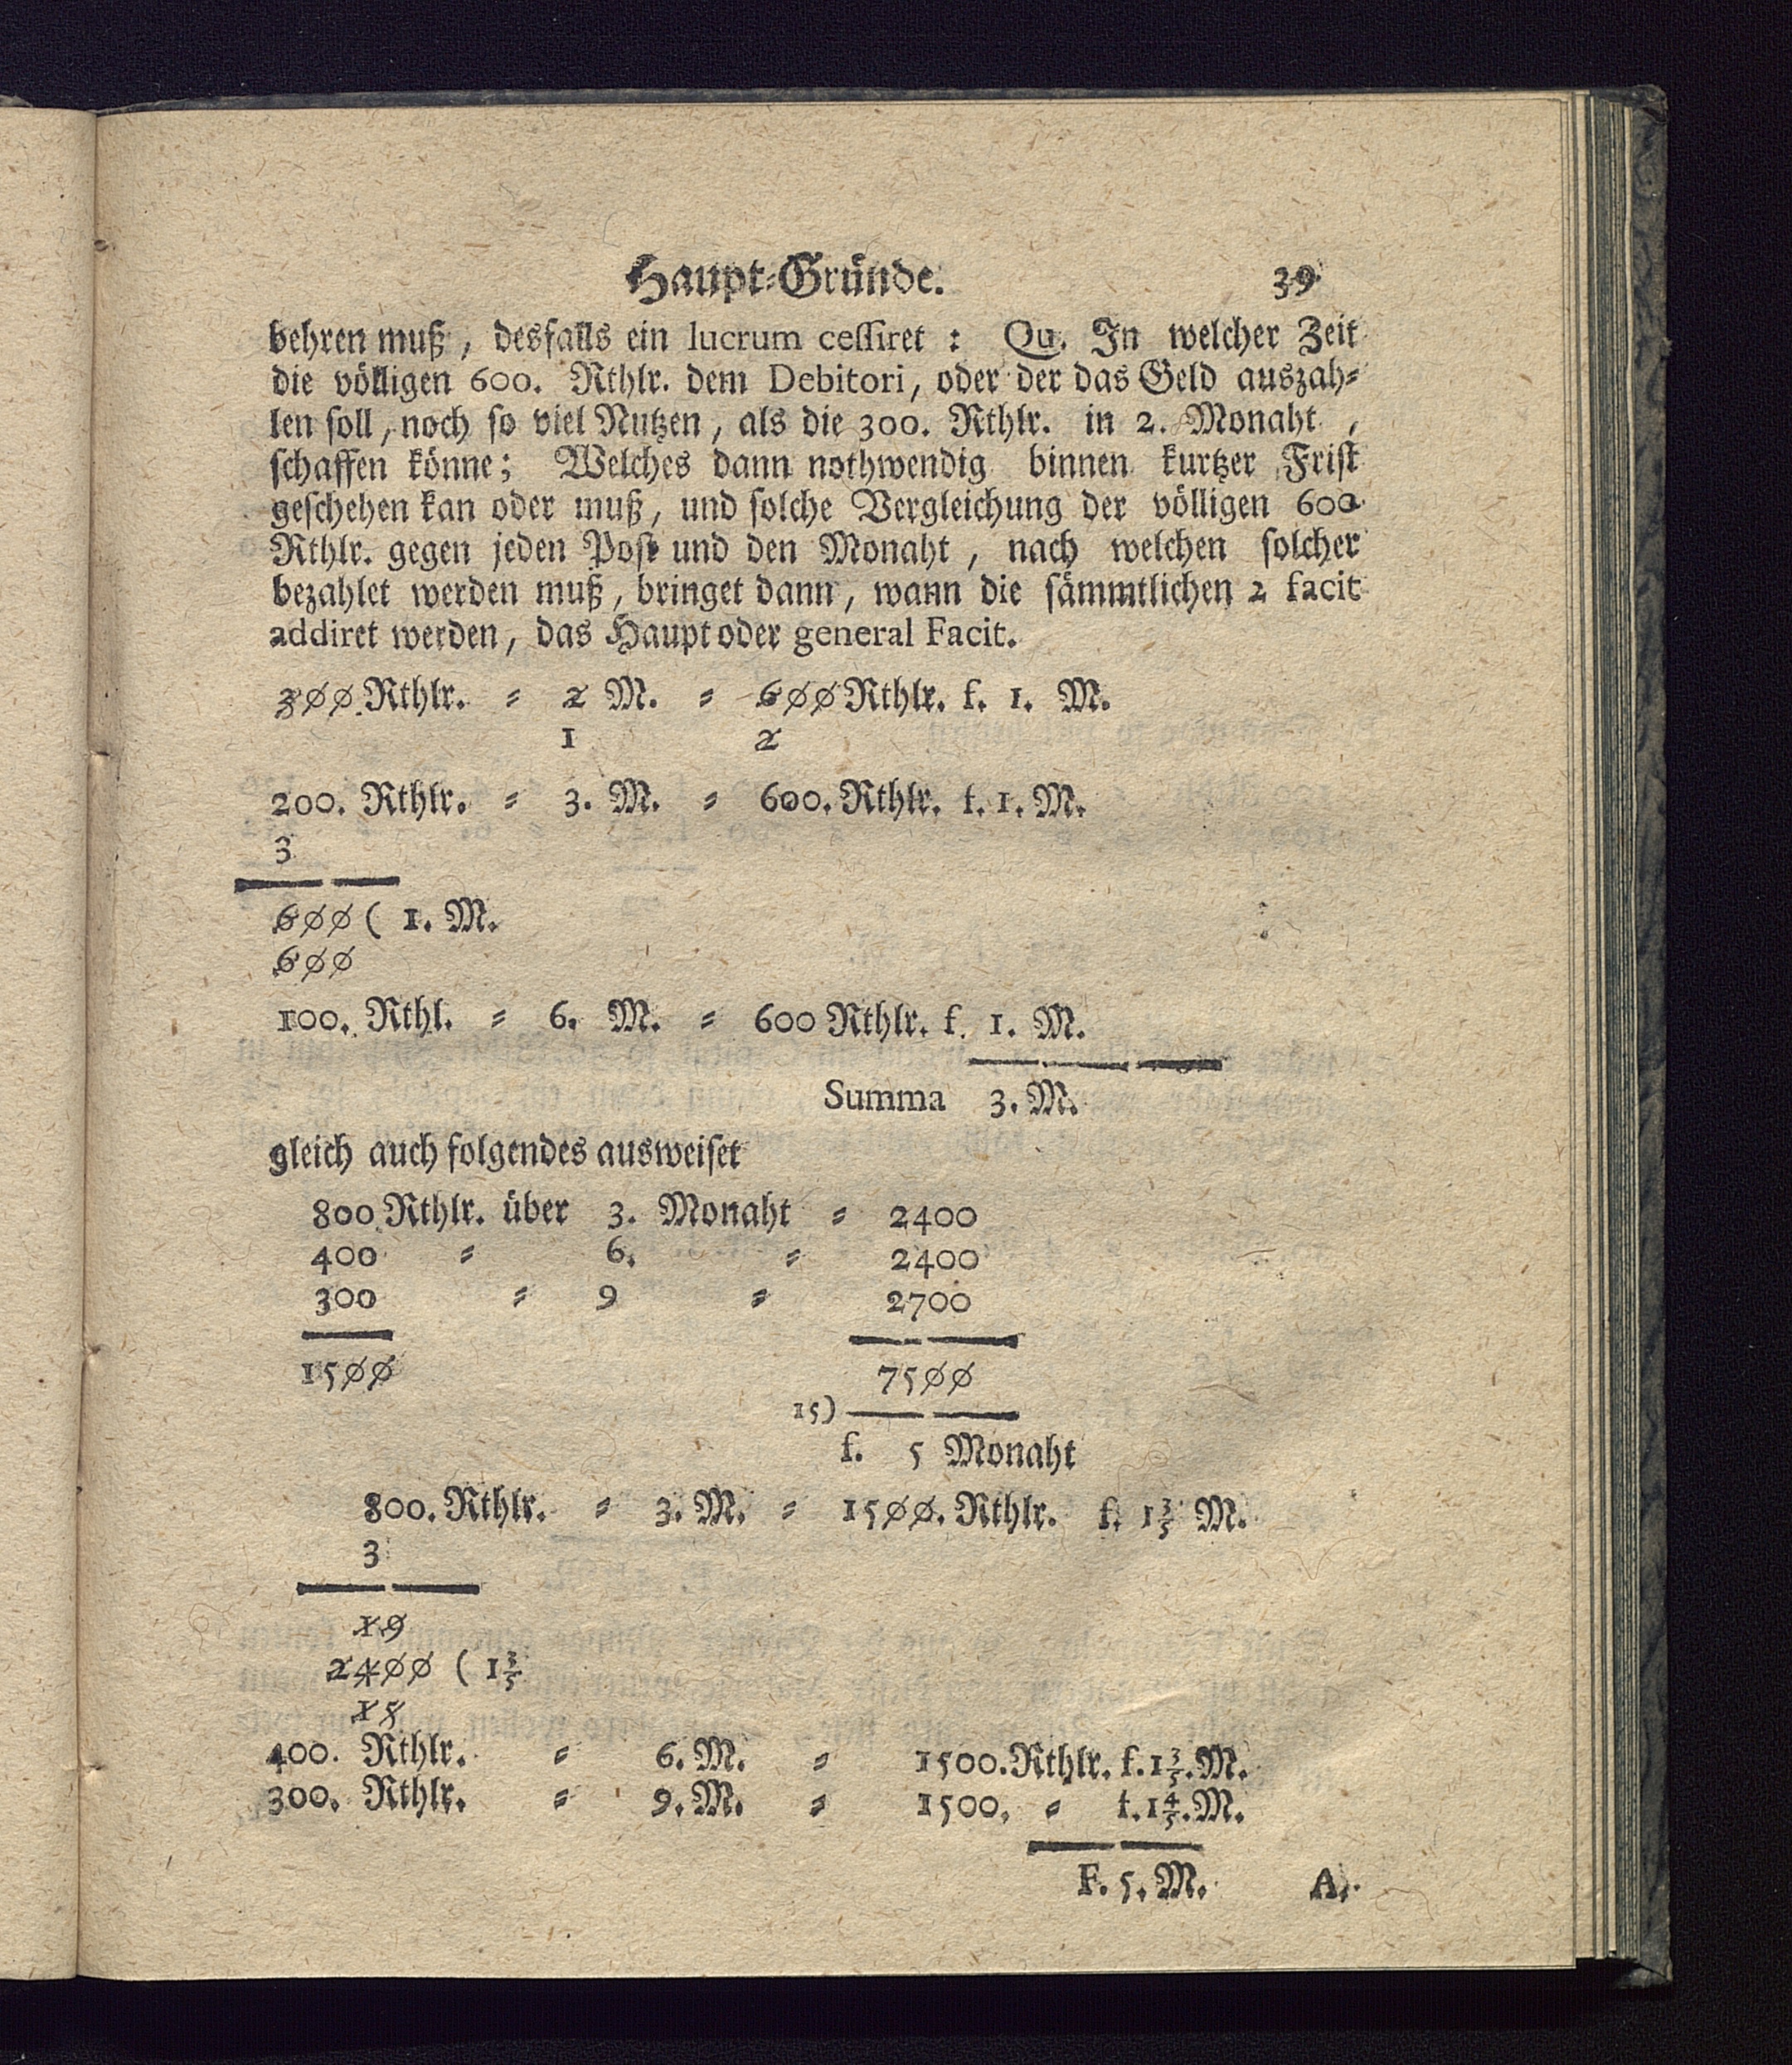 Haupt-Gründe. 39
behren muß, desfalls ein lucrum cessiret: Qu. In welcher Zeit
die völligen 600. Rthlr. dem Debitori, oder der das Geld auszah-
len soll, noch so viel Nutzen, als die 300. Rthlr. in 2. Monaht,
schaffen könne; Welches dann nothwendig binnen kurtzer Frist
geschehen kan oder muß, und solche Vergleichung der völligen 600
Rthlr. gegen jeden Post und den Monaht, nach welchen solcher
bezahlet werden muß, bringet dann, wann die sämmtlichen 2 facit
addiret werden, das Haupt oder general Facit.
300 Rthlr. = 2 M. = 600 Rthlr. f. 1. M.
1 2
200. Rthlr. = 3. M. = 600. Rthlr. f. 1. M.
3
600 ( 1. M.
600
100. Rthl. = 6. M. = 600 Rthlr. f. 1. M.
Summa 3. M.
gleich auch folgendes ausweiset
800 Rthlr. über 3. Monaht = 2400
400 = 6. = 2400
300 = 9 = 2700
1500 7500
15)
f. 5 Monaht
800. Rthlr. = 3. M. = 1500. Rthlr. f. 1 3/5 M.
3
19
2400 ( 1 3/5
15
400. Rthlr. = 6. M. = 1500. Rthlr. f. 1 3/5. M.
300. Rthlr. = 9. M. = 1500. = f. 1 4/5. M.
F. 5. M. A.